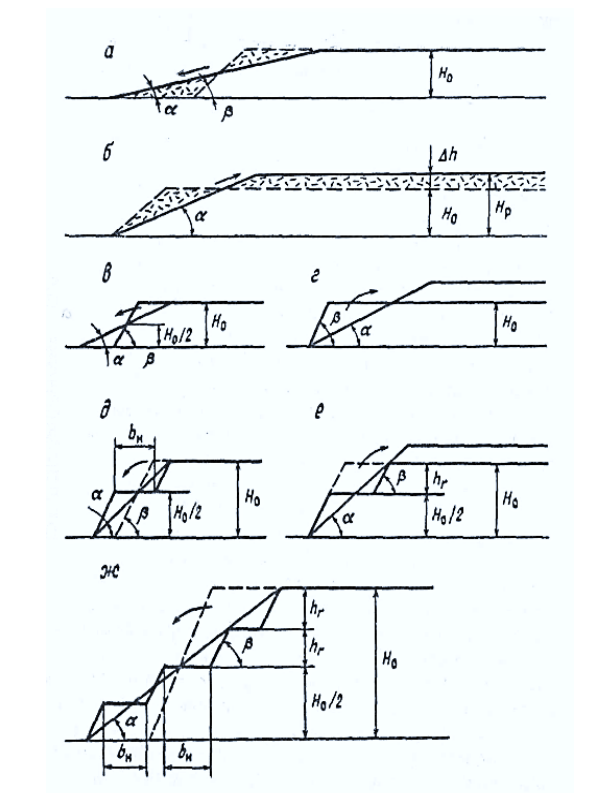 а
H₀
α
β
б
Δh
α
H₀
Hр
в
г
H₀
H₀/2
α
β
β
α
H₀
д
е
bн
α
β
H₀/2
H₀
β
hг
α
H₀/2
H₀
ж
hг
β
hг
H₀
H₀/2
α
bн
bн